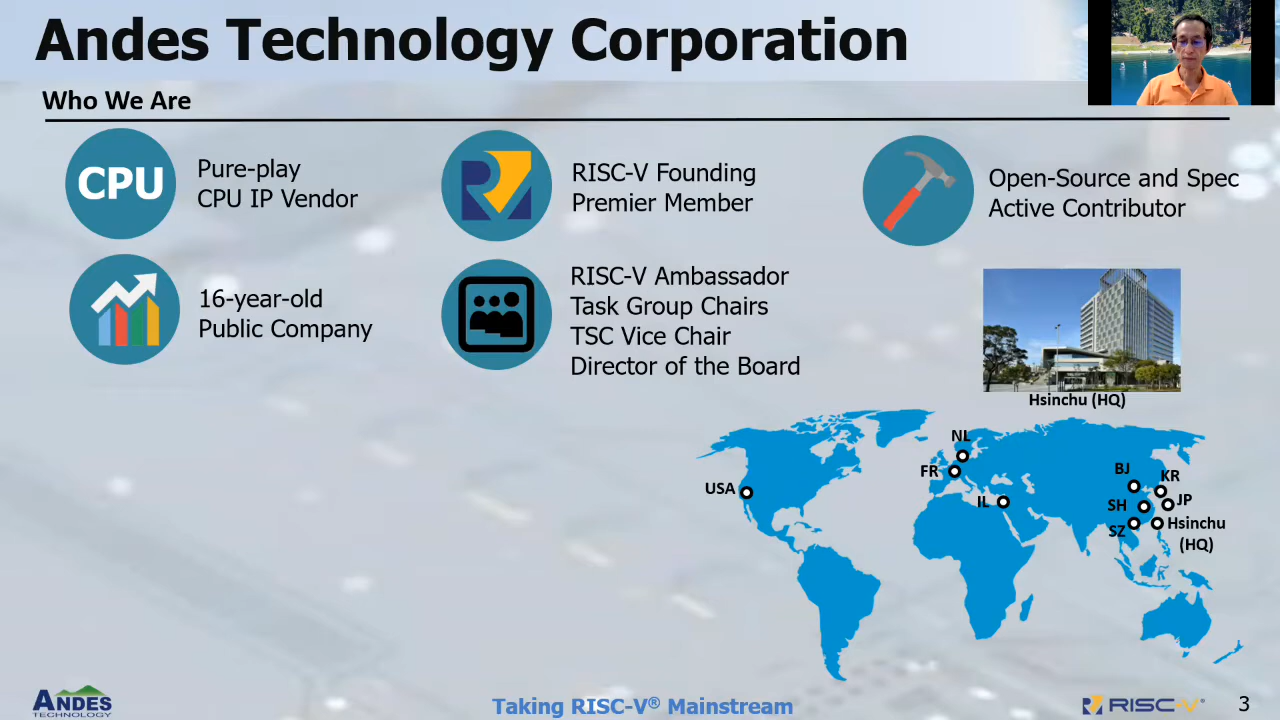 Andes Technology Corporation
Who We Are
CPU
Pure-play
CPU IP Vendor
RISC-V Founding
Premier Member
Open-Source and Spec
Active Contributor
16-year-old
Public Company
RISC-V Ambassador
Task Group Chairs
TSC Vice Chair
Director of the Board
Hsinchu (HQ)
NL
FR
USA
IL
BJ
KR
SH
JP
SZ
Hsinchu
(HQ)
ANDES
TECHNOLOGY
Taking RISC-V® Mainstream
RISC-V®
3